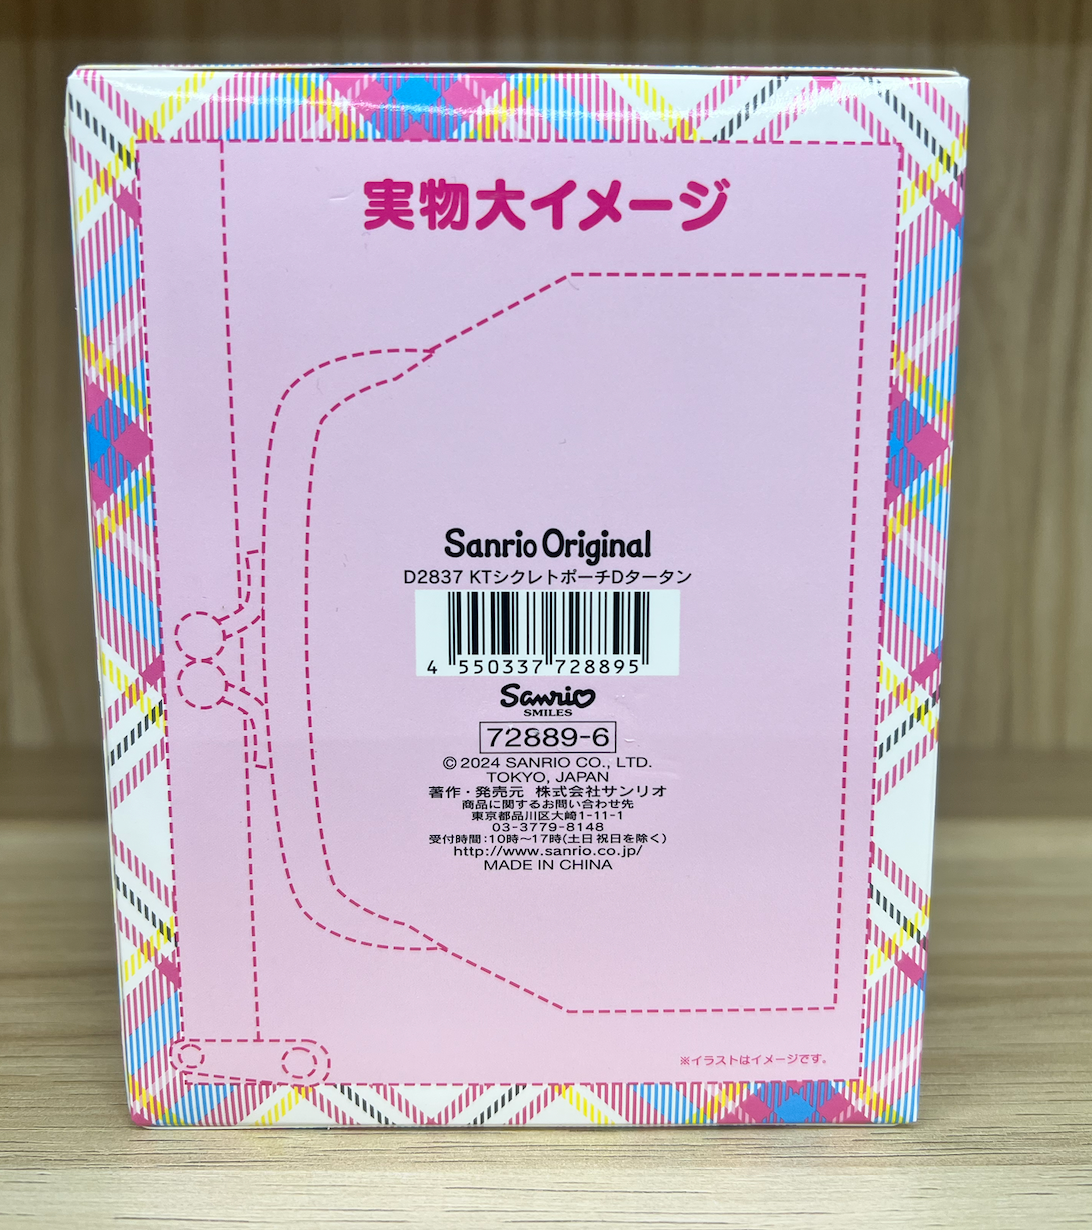 実物大イメージ
Sanrio Original
D2837 KTシクレトポーチDタータン
4 550337 728895
Sanrio
SMILES
72889-6
©2024 SANRIO CO., LTD.
TOKYO, JAPAN
著作・発売元 株式会社サンリオ
商品に関するお問い合わせ先
東京都品川区大崎1-11-1
03-3779-8148
受付時間:10時〜17時(土日祝日を除く)
http://www.sanrio.co.jp/
MADE IN CHINA
※イラストはイメージです。